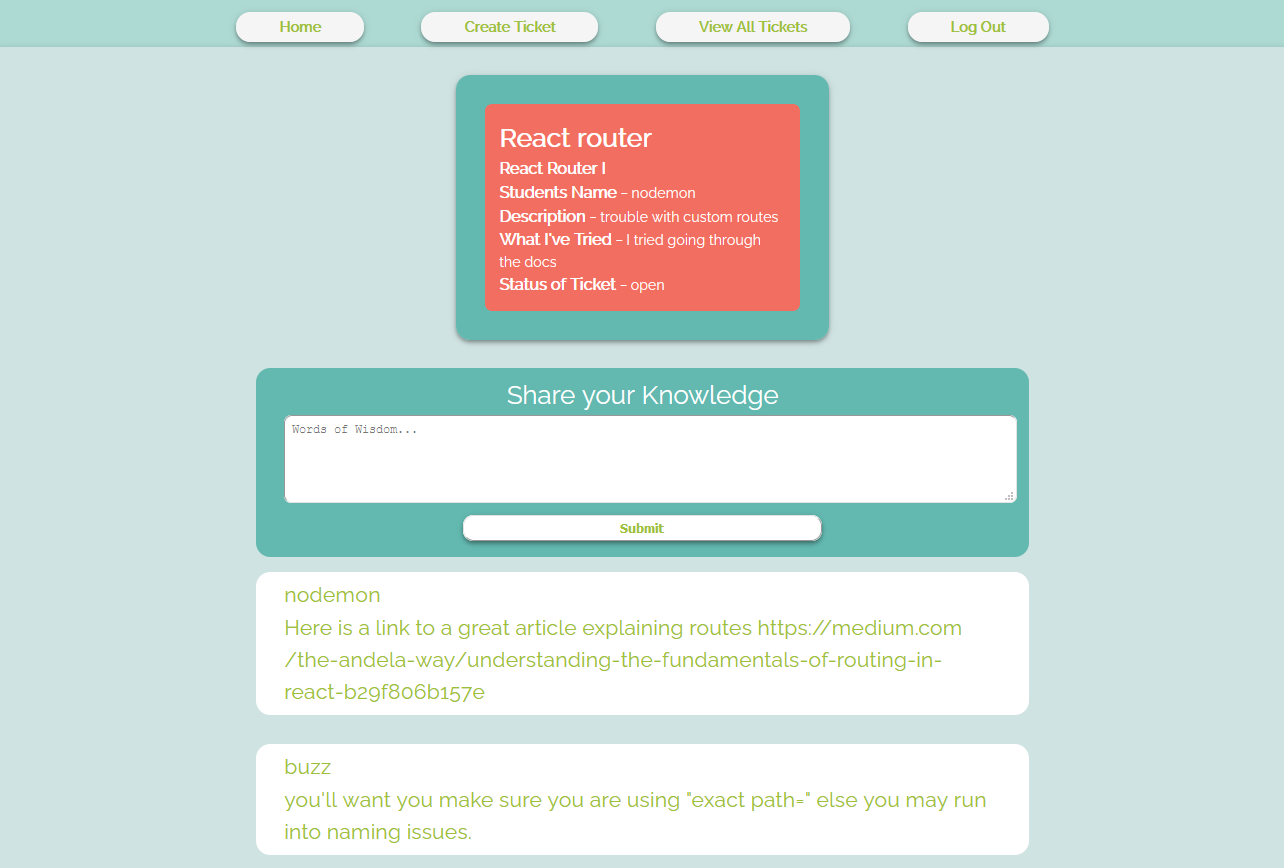 Home Create Ticket View All Tickets Log Out
React router
React Router I
Students Name - nodemon
Description - trouble with custom routes
What I've Tried - I tried going through
the docs
Status of Ticket - open
Share your Knowledge
Words of Wisdom...
Submit
nodemon
Here is a link to a great article explaining routes https://medium.com
/the-andela-way/understanding-the-fundamentals-of-routing-in-
react-b29f806b157e
buzz
you'll want you make sure you are using "exact path=" else you may run
into naming issues.